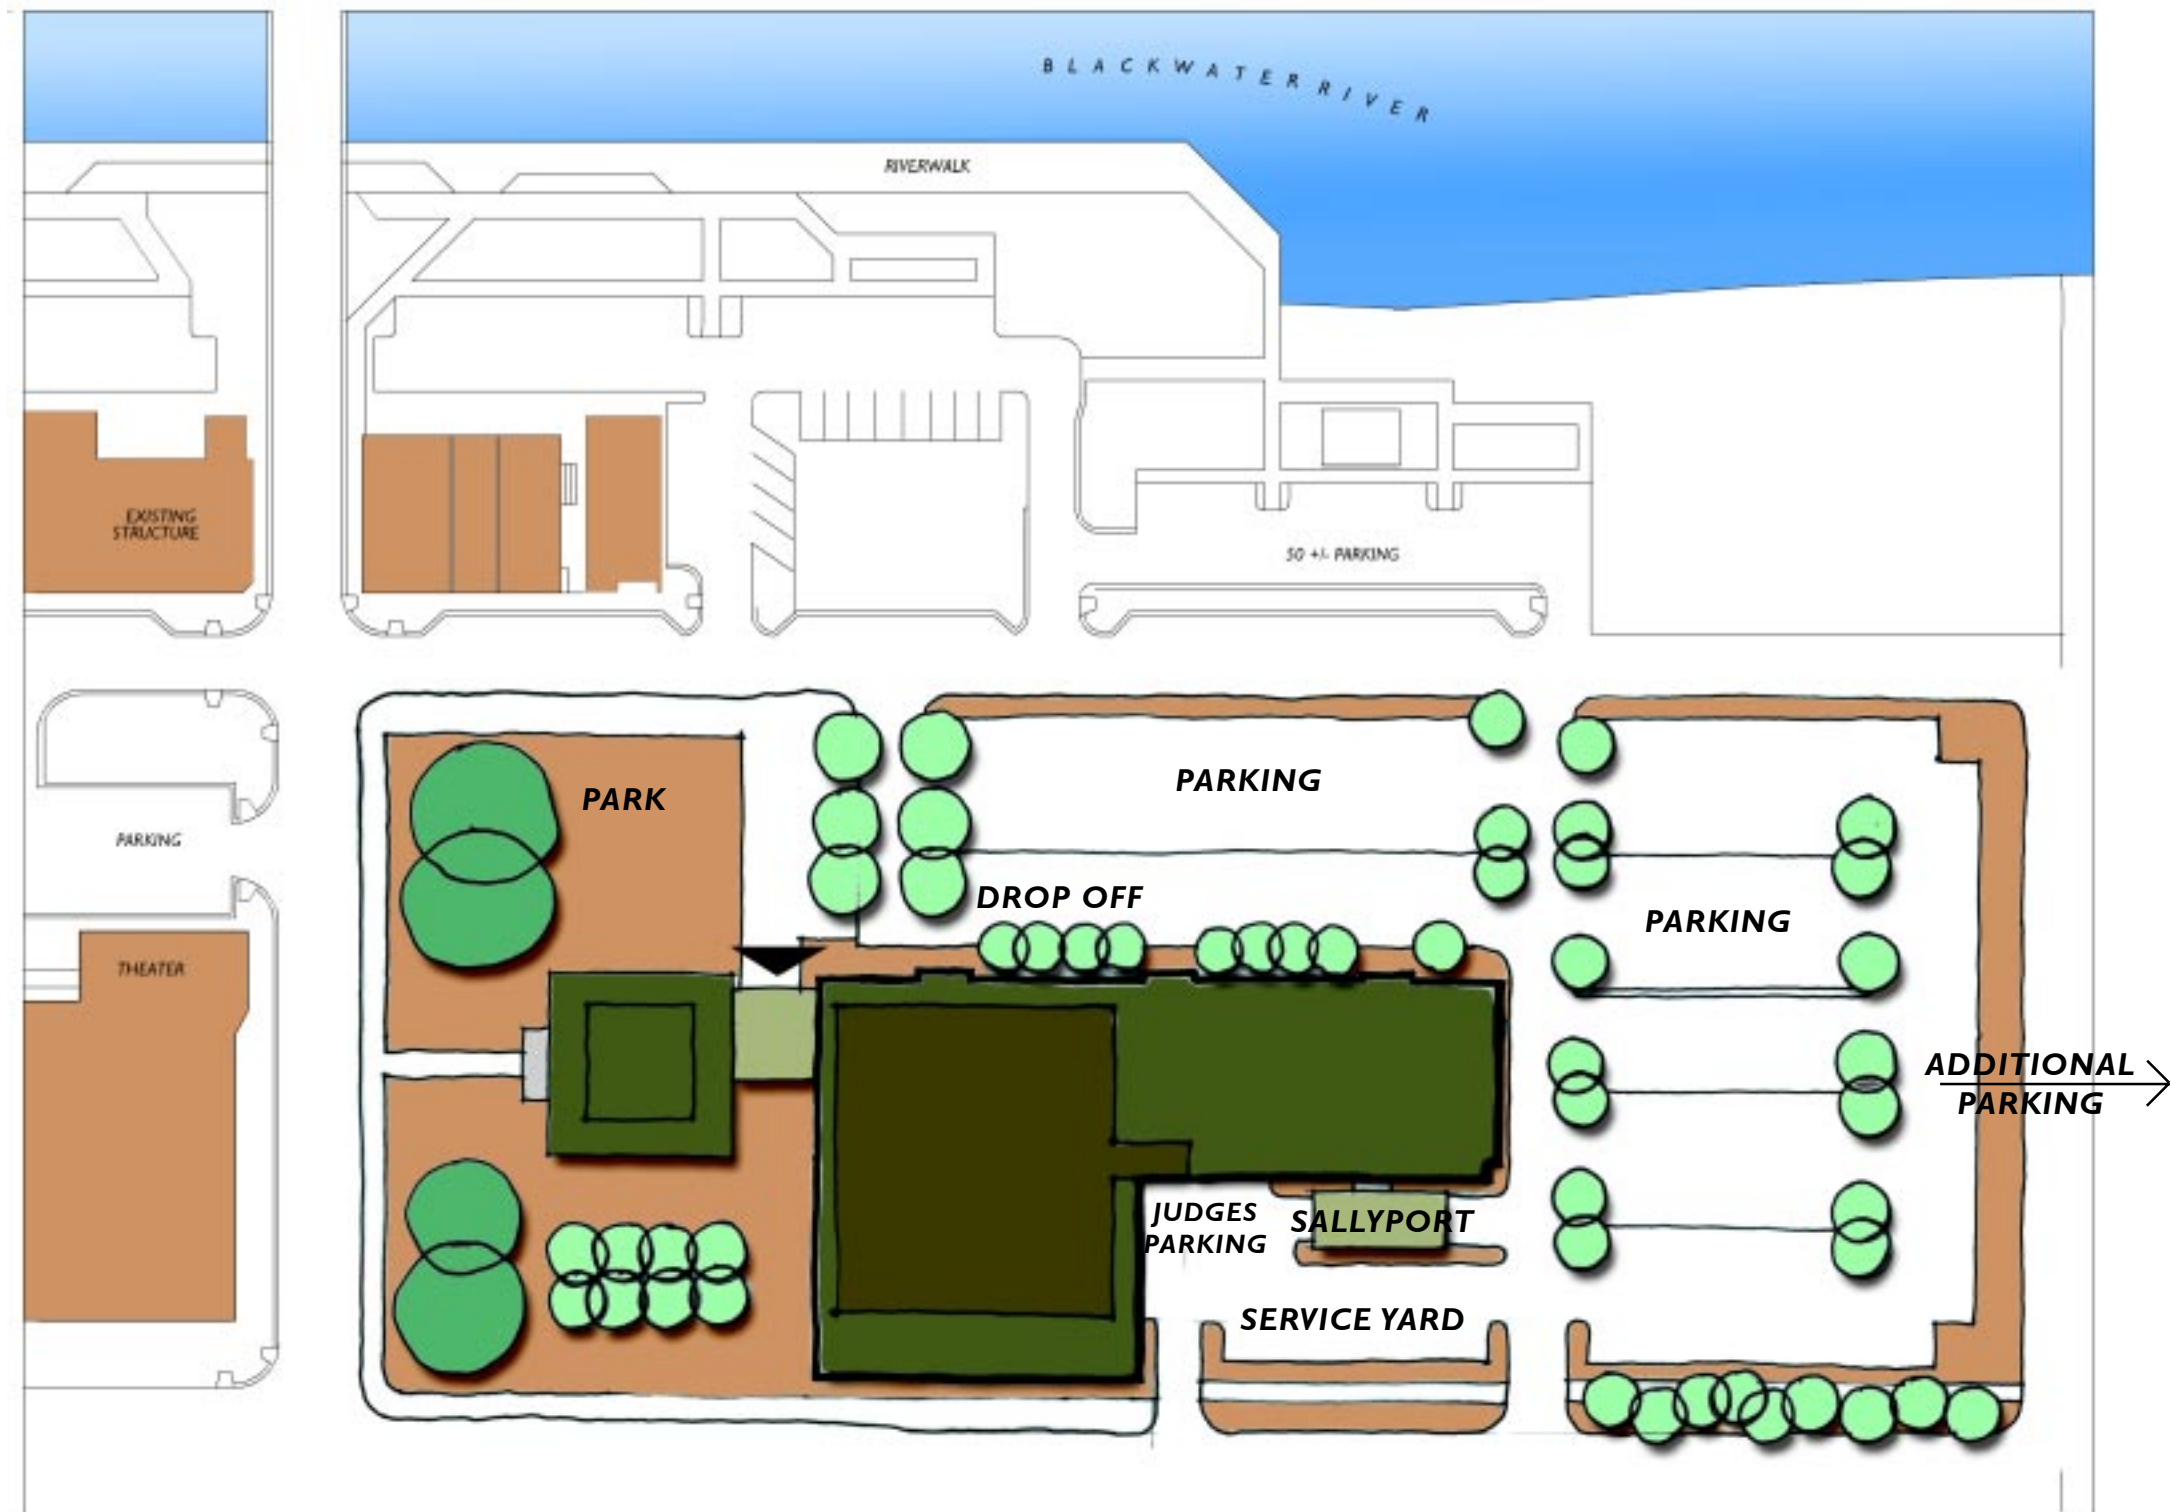 BLACKWATER RIVER
RIVERWALK
EXISTING
STRUCTURE
50 +/- PARKING
PARK
PARKING
PARKING
DROP OFF
PARKING
THEATER
ADDITIONAL
PARKING
JUDGES
PARKING
SALLYPORT
SERVICE YARD